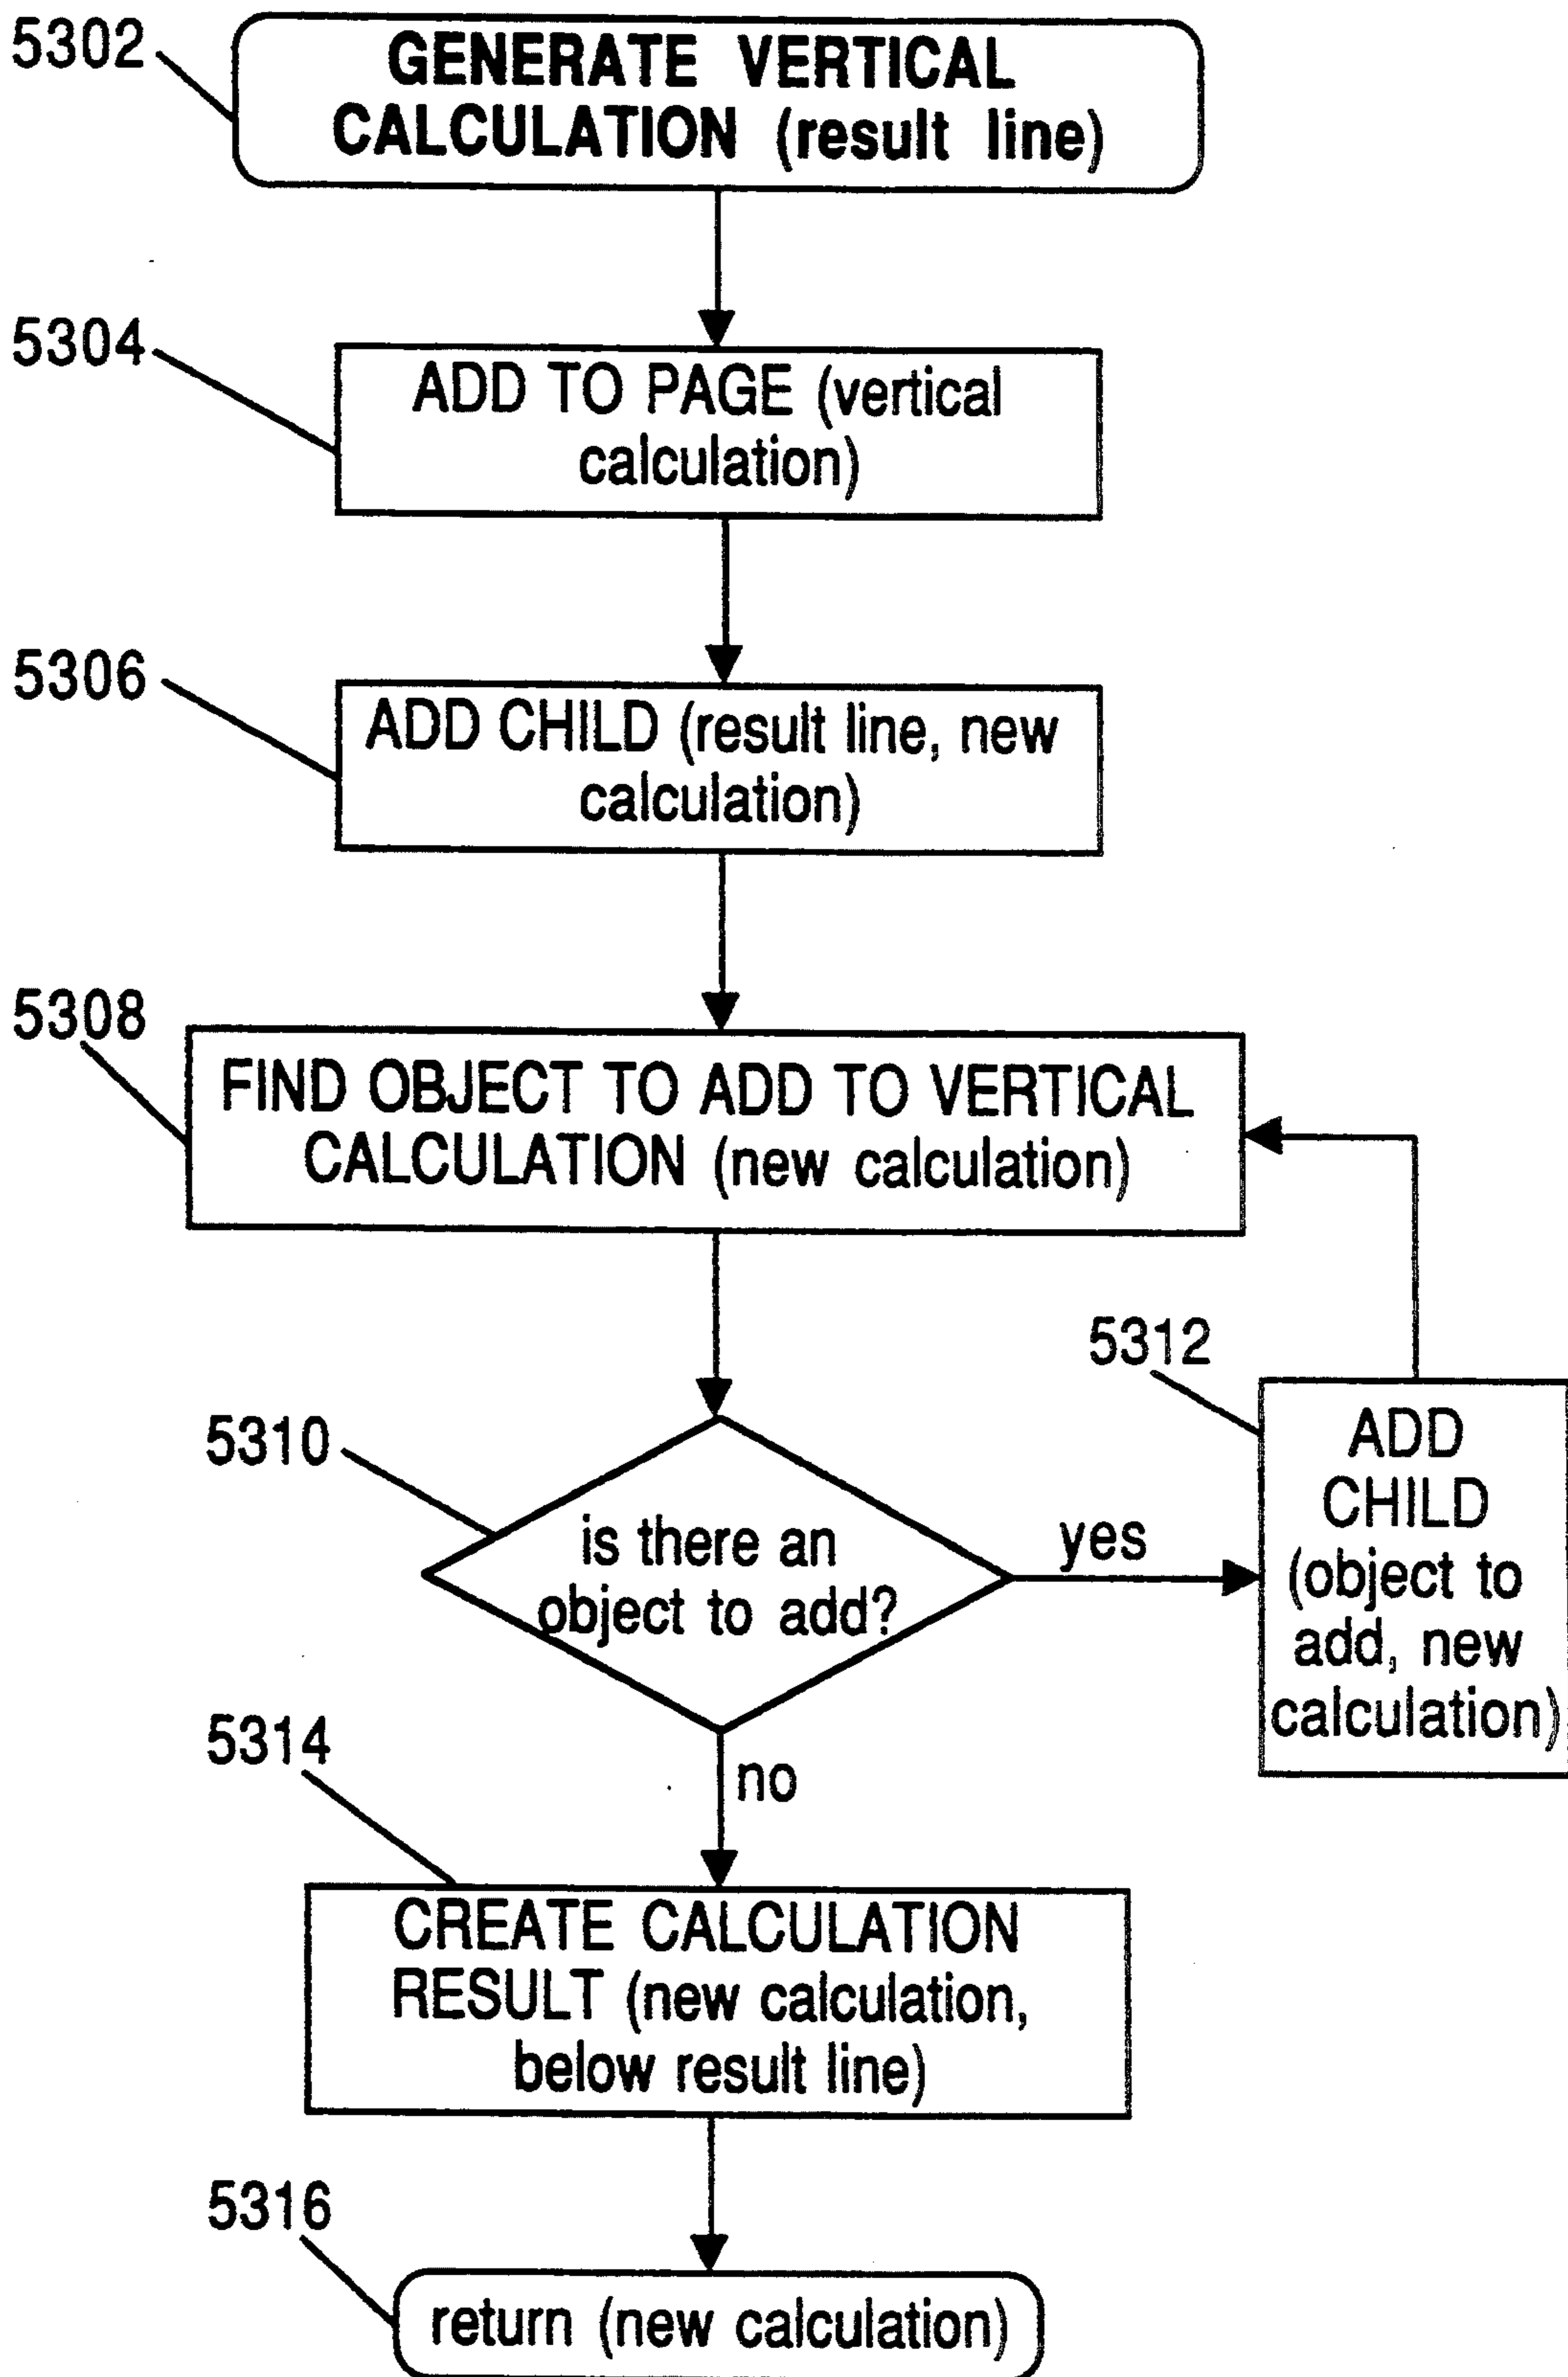 5302
GENERATE VERTICAL
CALCULATION (result line)
5304
ADD TO PAGE (vertical
calculation)
5306
ADD CHILD (result line, new
calculation)
5308
FIND OBJECT TO ADD TO VERTICAL
CALCULATION (new calculation)
5310
is there an
object to add?
yes
5312
ADD
CHILD
(object to
add, new
calculation)
no
5314
CREATE CALCULATION
RESULT (new calculation,
below result line)
5316
return (new calculation)